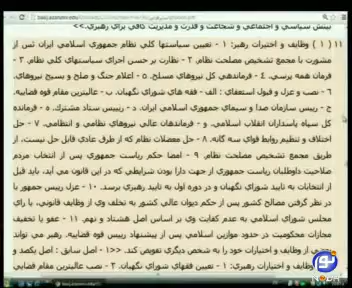 بینش سیاسی و اجتماعی و شجاعت و قدرت و مدیریت کافی برای رهبری.>>
۱۱ ( ۱ ) وظایف و اختیرات رهبر: ۱ - تعیین سیاستها کلی نظام جمهوری اسلامی ایران پس از
مشورت با مجمع تشخیص مصلحت نظام. ۲ - نظارت بر حسن اجرای سیاستهای کلی نظام. ۳ -
فرمان همه پرسی. ۴ - فرماندهی کل نیروهای مسلح. ۵ - اعلام جنگ و صلح و بسیج نیروهای.
۶ - نصب و عزل و قبول استعفای : الف - فقه های شورای نگهبان. ب - عالیترین مقام قوه قضاییه.
ج - رییس سازمان صدا و سیمای جمهوری اسلامی ایران. د - رییس ستاد مشترک. ه - فرمانده
کل سپاه پاسداران انقلاب اسلامی. و - فرماندهان عالی نیروهای نظامی و انتظامی. ۷ - حل
اختلاف و تنظیم روابط قوای سه گانه. ۸ - حل معضلات نظام که از طرق عادی قابل حل نیست، از
طریق مجمع تشخیص مصلحت نظام. ۹ - امضا حکم ریاست جمهوری پس از انتخاب مردم
صلاحیت داوطلبان ریاست جمهوری از جهت دارا بودن شرایطی که در این قانون می آید، باید قبل
از انتخابات به تایید شورای نگهبان و در دوره اول به تایید رهبری برسد. ۱۰ - عزل رییس جمهور با
در نظر گرفتن مصالح کشور پس از حکم دیوان عالی کشور به تخلف وی از وظایف قانونی، یا رای
مجلس شورای اسلامی به عدم کفایت وی بر اساس اصل هشتاد و نهم. ۱۱ - عفو یا تخفیف
مجازات محکومیت در حدود موازین اسلامی پس از پیشنهاد رییس قوه قضاییه. رهبر می تواند
از وظایف و اختیارات خود را به شخص دیگری تفویض کند. <<۱ - اصل سابق : اصل یکصد و
وظایف و اختیارات رهبری: ۱ - تعیین فقهای شورای نگهبان. ۲ - نصب عالیترین مقام قضایی
نور